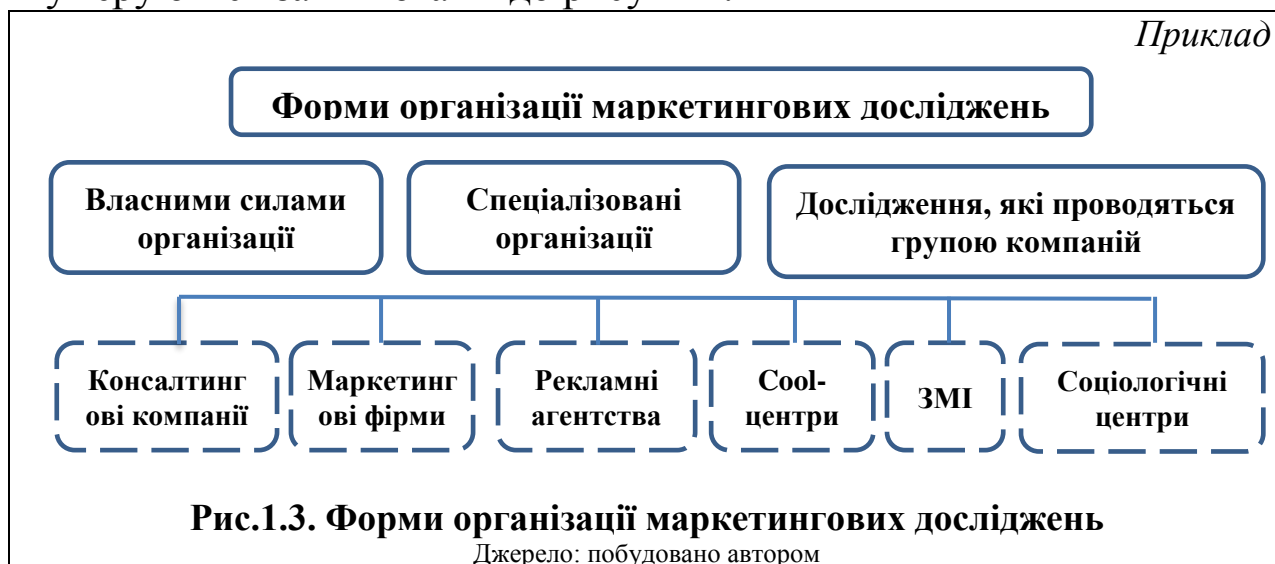 Приклад
Форми організації маркетингових досліджень
Власними силами
організації
Спеціалізовані
організації
Дослідження, які проводяться
групою компаній
Консалтинг
ові компанії
Маркетинг
ові фірми
Рекламні
агентства
Cool-
центри
ЗМІ
Соціологічні
центри
Рис.1.3. Форми організації маркетингових досліджень
Джерело: побудовано автором